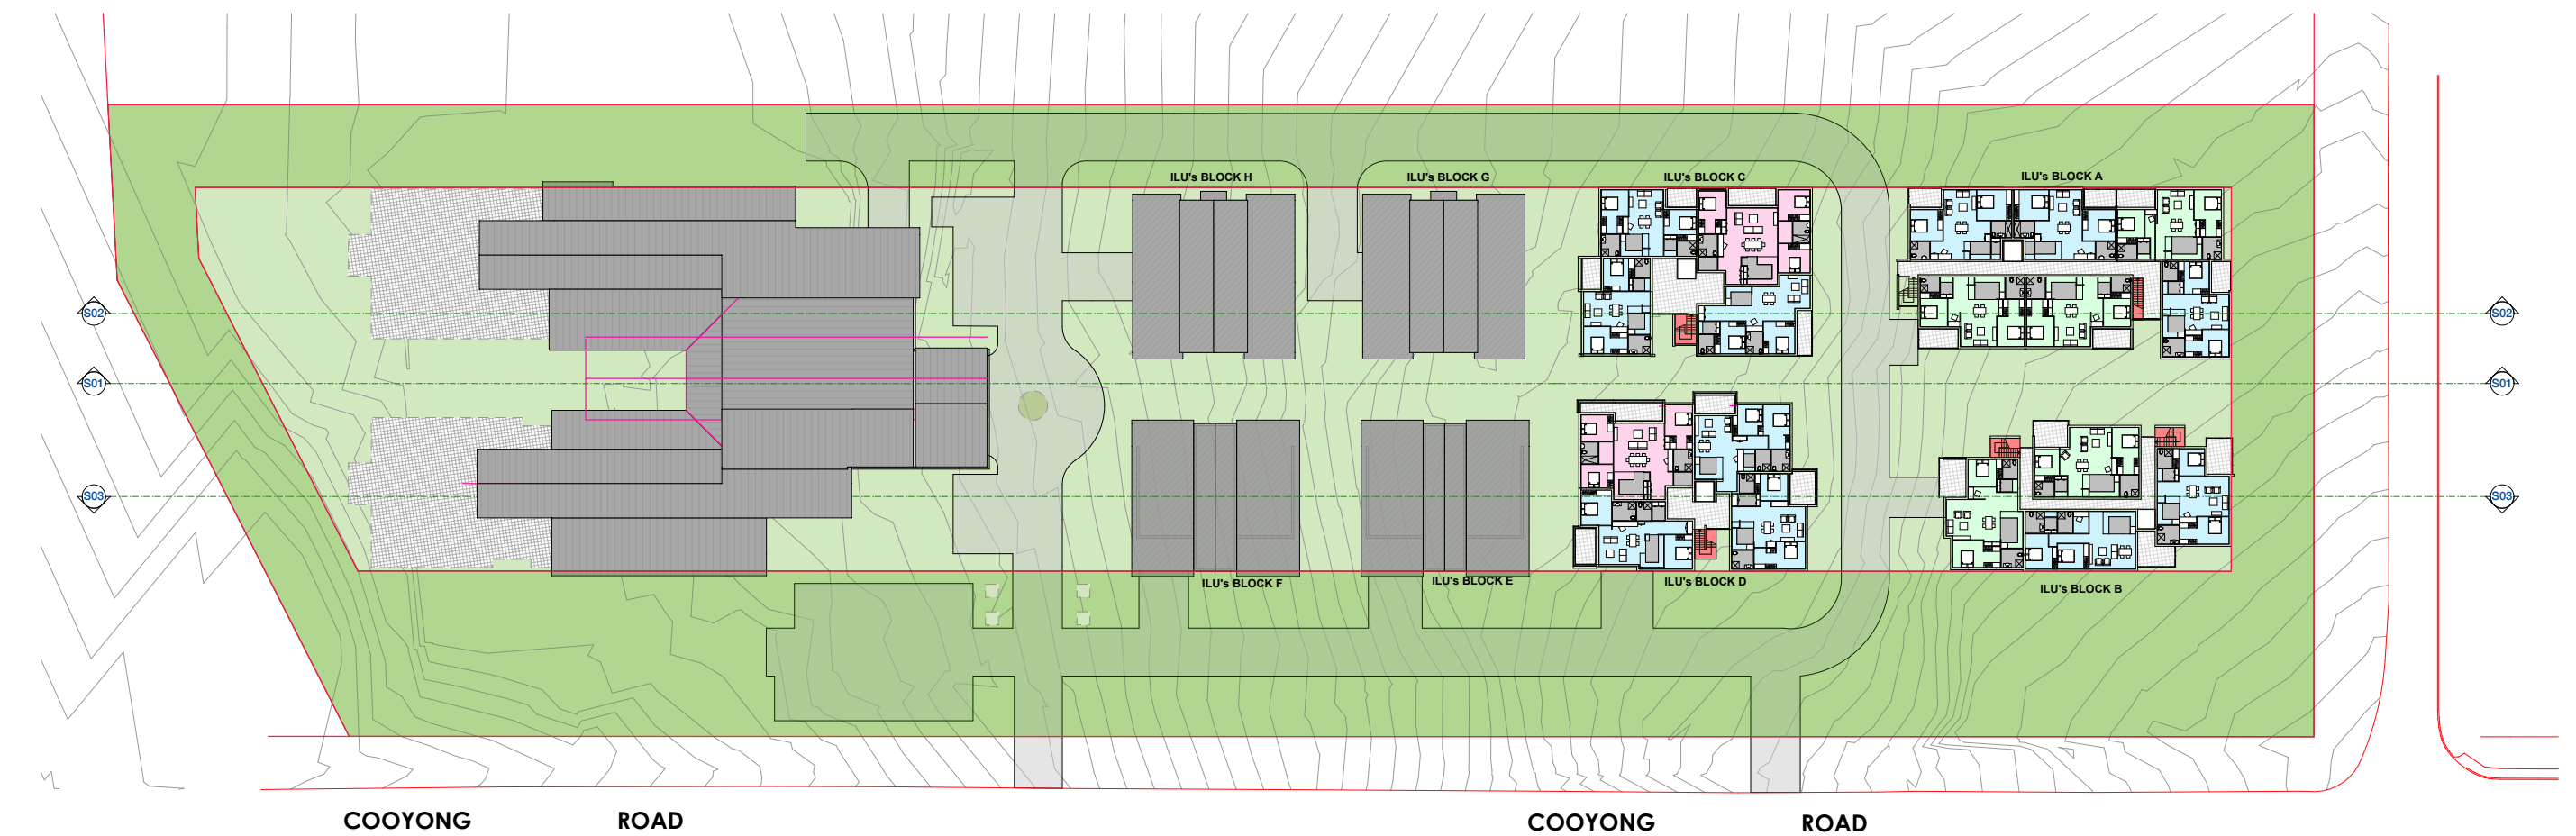 ILU's BLOCK H
ILU's BLOCK G
ILU's BLOCK C
ILU's BLOCK A
S02
S02
S01
S01
S03
S03
ILU's BLOCK F
ILU's BLOCK E
ILU's BLOCK D
ILU's BLOCK B
COOYONG ROAD
COOYONG ROAD